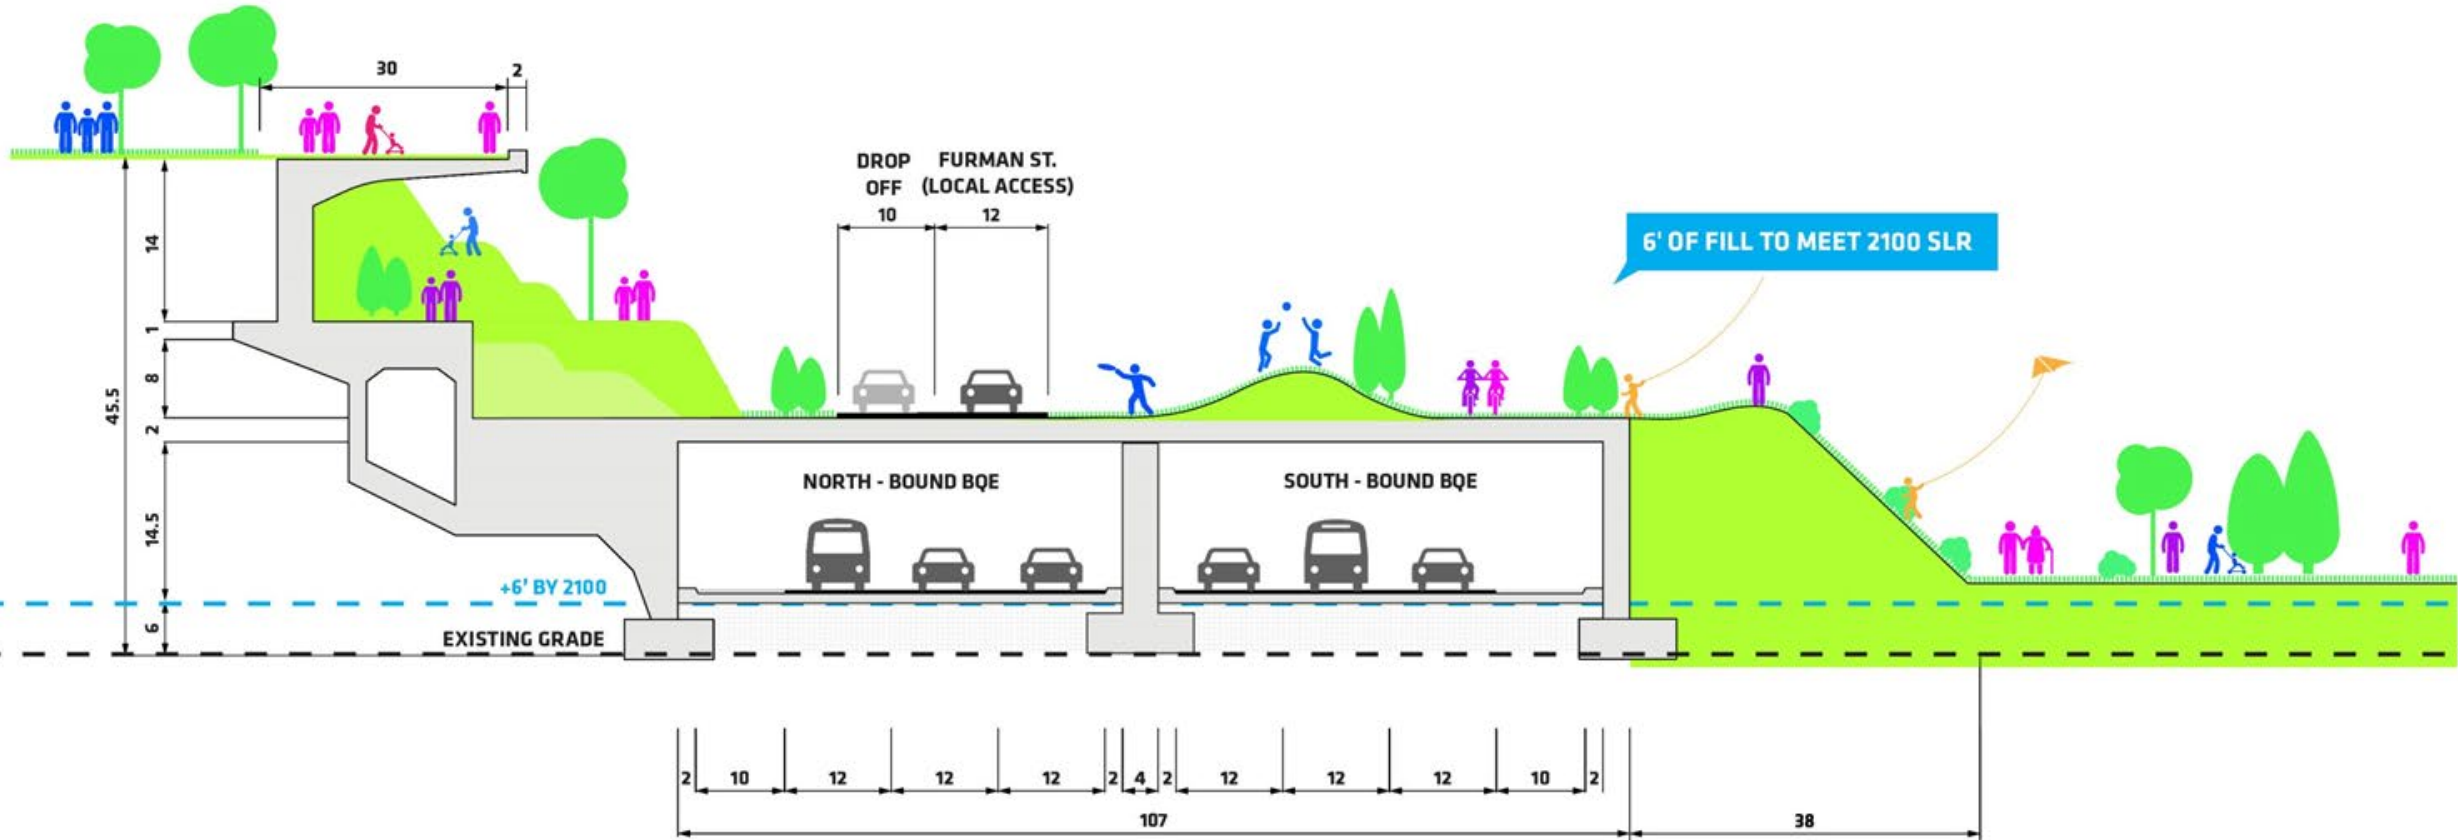 30
2
DROP
OFF
10
FURMAN ST.
(LOCAL ACCESS)
12
6' OF FILL TO MEET 2100 SLR
14
1
8
45.5
2
14.5
6
NORTH - BOUND BQE
SOUTH - BOUND BQE
+6' BY 2100
EXISTING GRADE
2 10 12 12 12 2 4 2 12 12 12 10 2
107
38